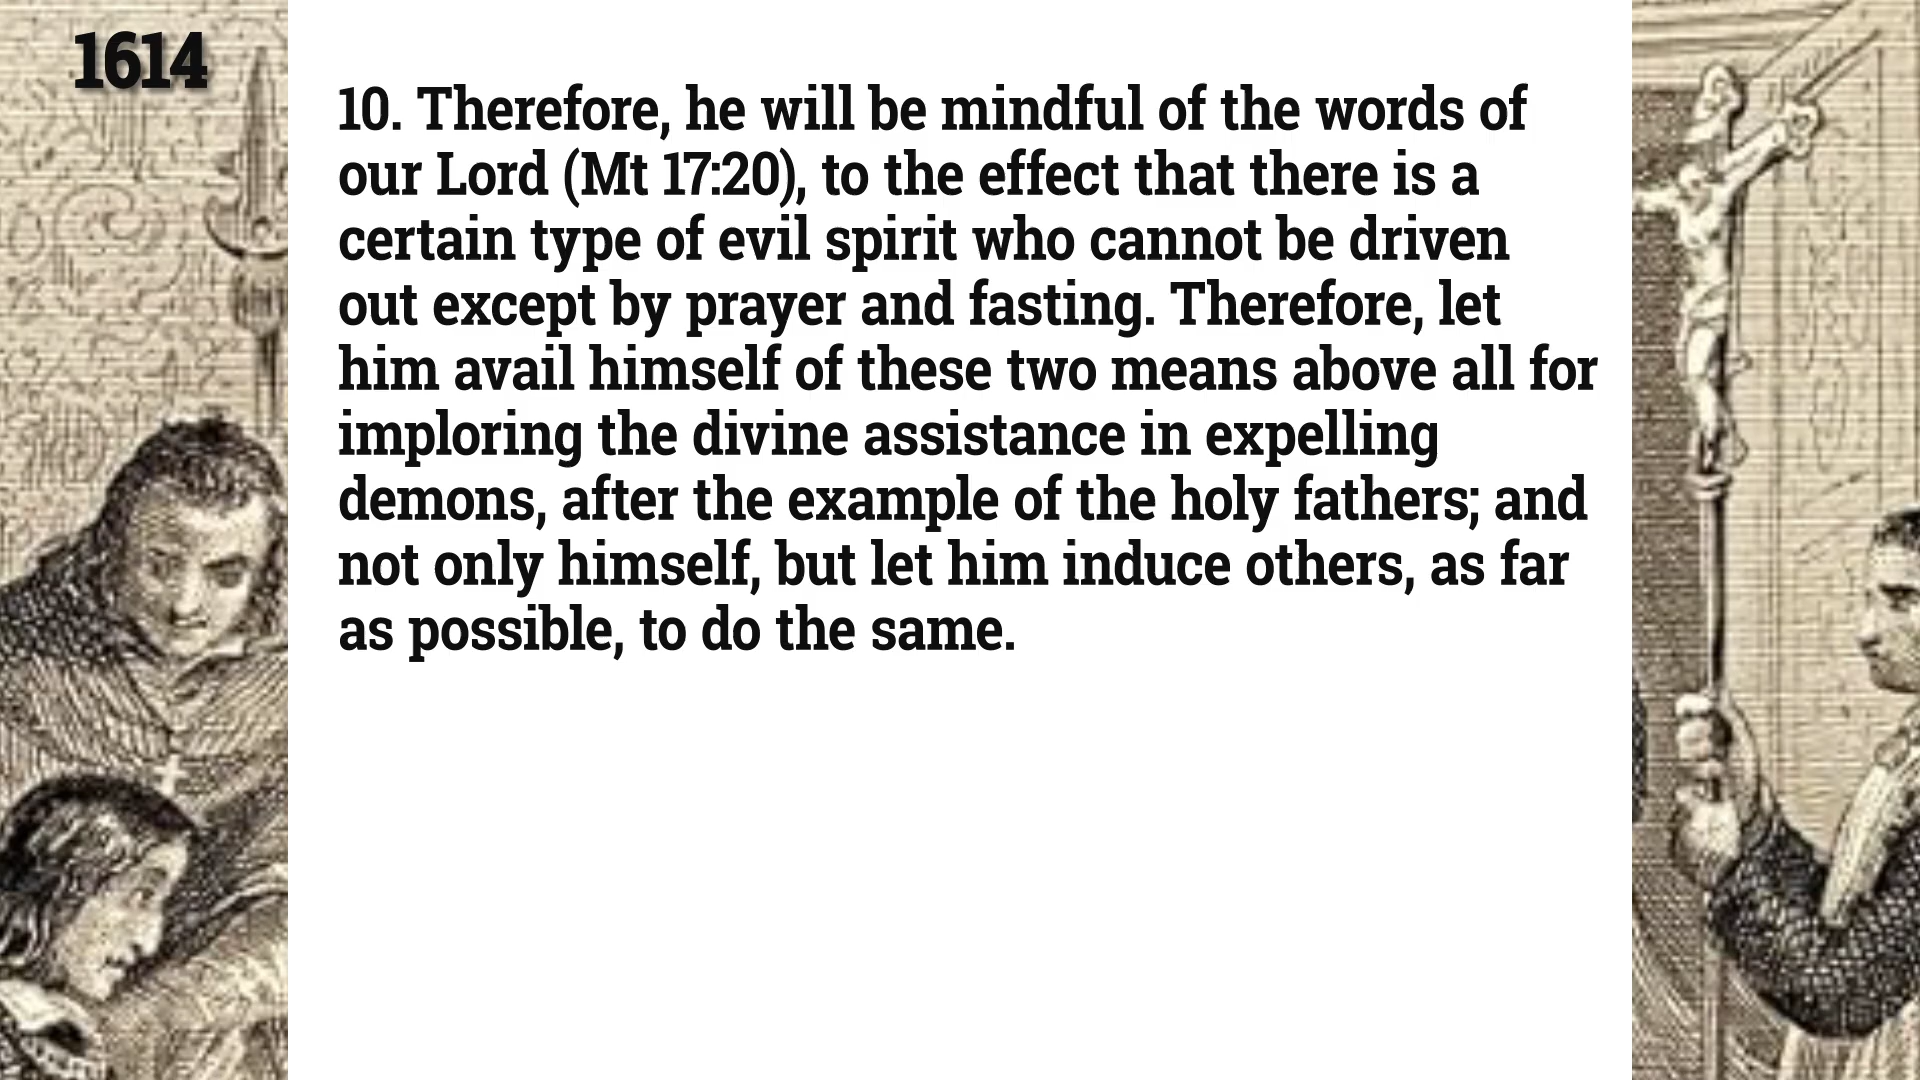 1614
10. Therefore, he will be mindful of the words of
our Lord (Mt 17:20), to the effect that there is a
certain type of evil spirit who cannot be driven
out except by prayer and fasting. Therefore, let
him avail himself of these two means above all for
imploring the divine assistance in expelling
demons, after the example of the holy fathers; and
not only himself, but let him induce others, as far
as possible, to do the same.